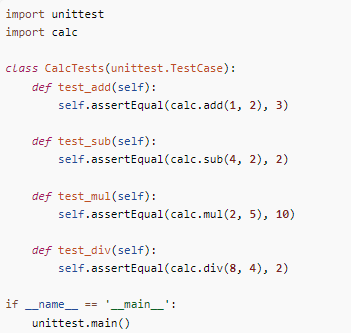 import unittest
import calc

class CalcTests(unittest.TestCase):
    def test_add(self):
        self.assertEqual(calc.add(1, 2), 3)

    def test_sub(self):
        self.assertEqual(calc.sub(4, 2), 2)

    def test_mul(self):
        self.assertEqual(calc.mul(2, 5), 10)

    def test_div(self):
        self.assertEqual(calc.div(8, 4), 2)

if __name__ == '__main__':
    unittest.main()